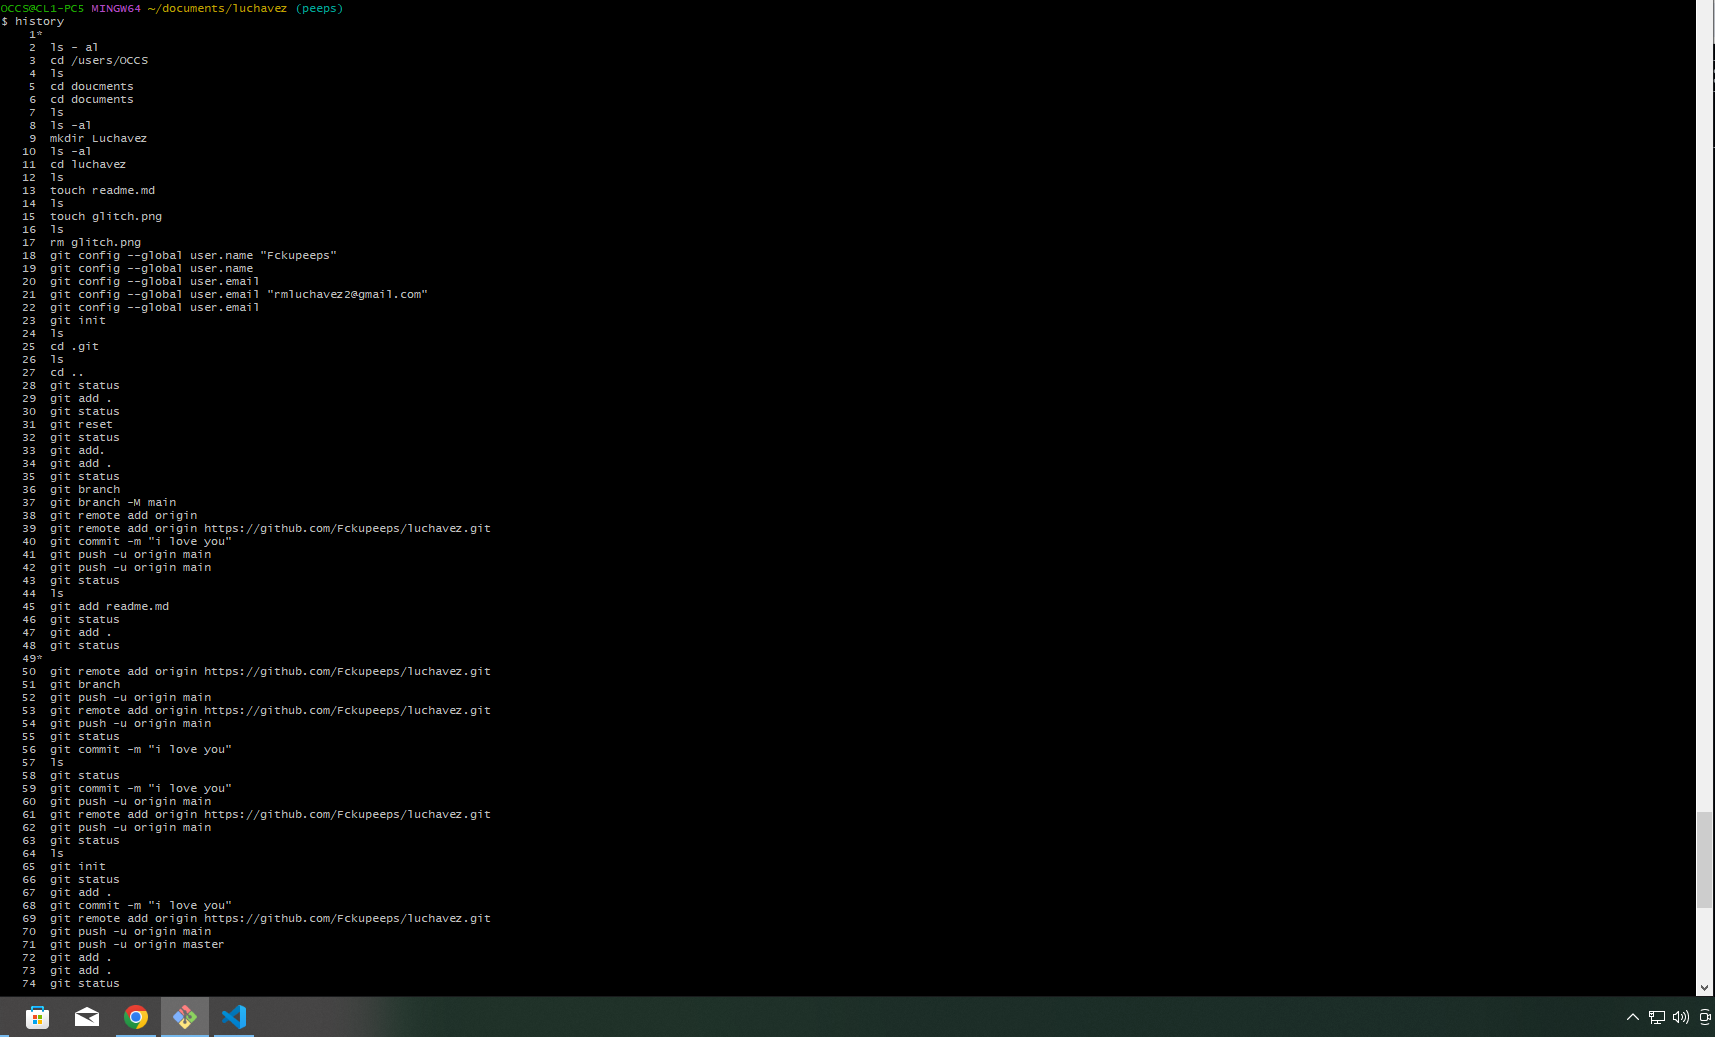 OCCS@CL1-PC5 MINGW64 ~/documents/luchavez (peeps)
$ history
1*
2 ls - al
3 cd /users/OCCS
4 ls
5 cd doucments
6 cd documents
7 ls
8 ls -al
9 mkdir Luchavez
10 ls -al
11 cd luchavez
12 ls
13 touch readme.md
14 ls
15 touch glitch.png
16 ls
17 rm glitch.png
18 git config --global user.name "Fckupeeps"
19 git config --global user.name
20 git config --global user.email
21 git config --global user.email "rmluchavez2@gmail.com"
22 git config --global user.email
23 git init
24 ls
25 cd .git
26 ls
27 cd ..
28 git status
29 git add .
30 git status
31 git reset
32 git status
33 git add.
34 git add .
35 git status
36 git branch
37 git branch -M main
38 git remote add origin
39 git remote add origin https://github.com/Fckupeeps/luchavez.git
40 git commit -m "i love you"
41 git push -u origin main
42 git push -u origin main
43 git status
44 ls
45 git add readme.md
46 git status
47 git add .
48 git status
49*
50 git remote add origin https://github.com/Fckupeeps/luchavez.git
51 git branch
52 git push -u origin main
53 git remote add origin https://github.com/Fckupeeps/luchavez.git
54 git push -u origin main
55 git status
56 git commit -m "i love you"
57 ls
58 git status
59 git commit -m "i love you"
60 git push -u origin main
61 git remote add origin https://github.com/Fckupeeps/luchavez.git
62 git push -u origin main
63 git status
64 ls
65 git init
66 git status
67 git add .
68 git commit -m "i love you"
69 git remote add origin https://github.com/Fckupeeps/luchavez.git
70 git push -u origin main
71 git push -u origin master
72 git add .
73 git add .
74 git status